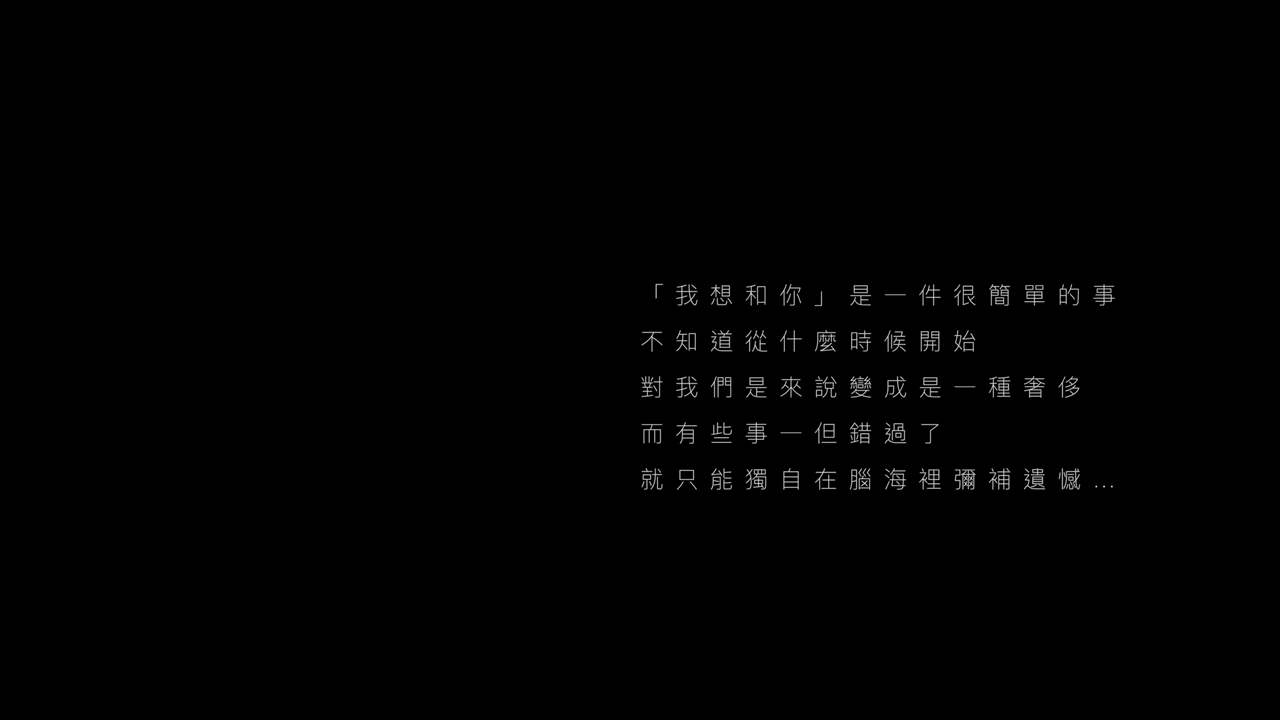 「我想和你」是一件很簡單的事
不知道從什麼時候開始
對我們是來說變成是一種奢侈
而有些事一但錯過了
就只能獨自在腦海裡彌補遺憾...